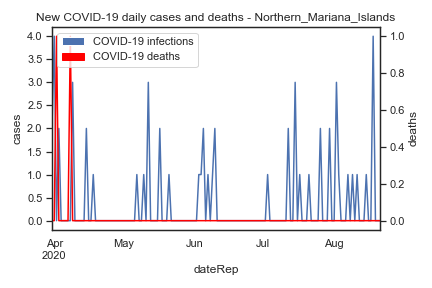 New COVID-19 daily cases and deaths - Northern_Mariana_Islands
COVID-19 infections
COVID-19 deaths
4.0
3.5
3.0
2.5
2.0
1.5
1.0
0.5
0.0
cases
1.0
0.8
0.6
0.4
0.2
0.0
deaths
Apr
2020
May
Jun
Jul
Aug
dateRep